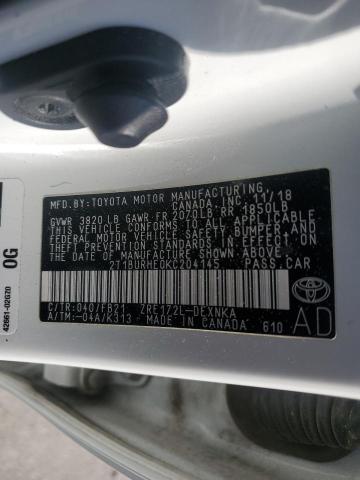 MFD.BY:TOYOTA MOTOR MANUFACTURING
CANADA, INC. 11/18
GVWR 3820 LB GAWR FR 2070LB RR 1850LB
THIS VEHICLE CONFORMS TO ALL APPLICABLE
FEDERAL MOTOR VEHICLE SAFETY, BUMPER, AND
THEFT PREVENTION STANDARDS IN EFFECT ON
THE DATE OF MANUFACTURE SHOWN ABOVE.
2T1BURHE0KC204145 PASS.CAR
C/TR:040/FB21 ZRE172L-DEXNKA
A/TM:-04A/K313 MADE IN CANADA 610
AD
TOYOTA
0G
42661-02G70